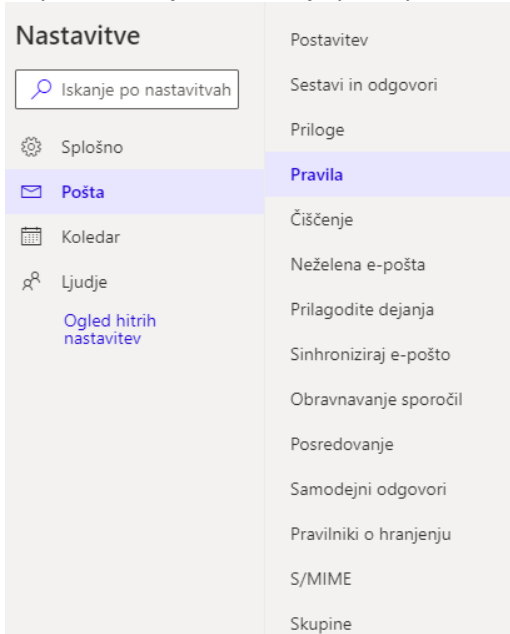 Nastavitve
Iskanje po nastavitvah
Splošno
Pošta
Koledar
Ljudje
Ogled hitrih
nastavitev
Postavitev
Sestavi in odgovori
Priloge
Pravila
Čiščenje
Neželena e-pošta
Prilagodite dejanja
Sinhroniziraj e-pošto
Obravnavanje sporočil
Posredovanje
Samodejni odgovori
Pravilniki o hranjenju
S/MIME
Skupine